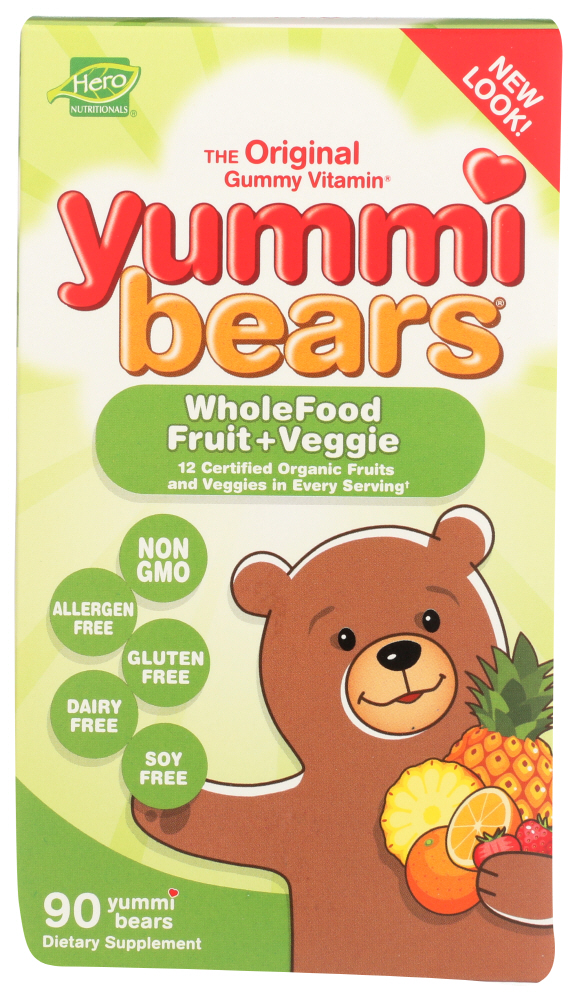 Hero
NUTRITIONALS®
NEW
LOOK!
THE Original
Gummy Vitamin®
yummi
bears®
WholeFood
Fruit+Veggie
12 Certified Organic Fruits
and Veggies in Every Serving†
NON
GMO
ALLERGEN
FREE
GLUTEN
FREE
DAIRY
FREE
SOY
FREE
90 yummi
bears
Dietary Supplement